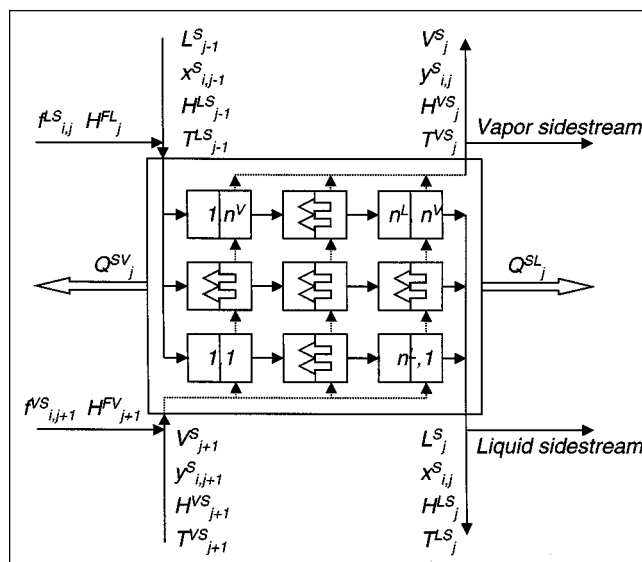 L^S_{j-1}
x^S_{i,j-1}
H^{LS}_{j-1}
T^{LS}_{j-1}
V^S_j
y^S_{i,j}
H^{VS}_j
T^{VS}_j
f^{LS}_{i,j} H^{FL}_j
Vapor sidestream
1,n^V
n^L, n^V
Q^{SV}_j
Q^{SL}_j
1,1
n^L,1
f^{VS}_{i,j+1} H^{FV}_{j+1}
V^S_{j+1}
y^S_{i,j+1}
H^{VS}_{j+1}
T^{VS}_{j+1}
L^S_j
Liquid sidestream
x^S_{i,j}
H^{LS}_j
T^{LS}_j